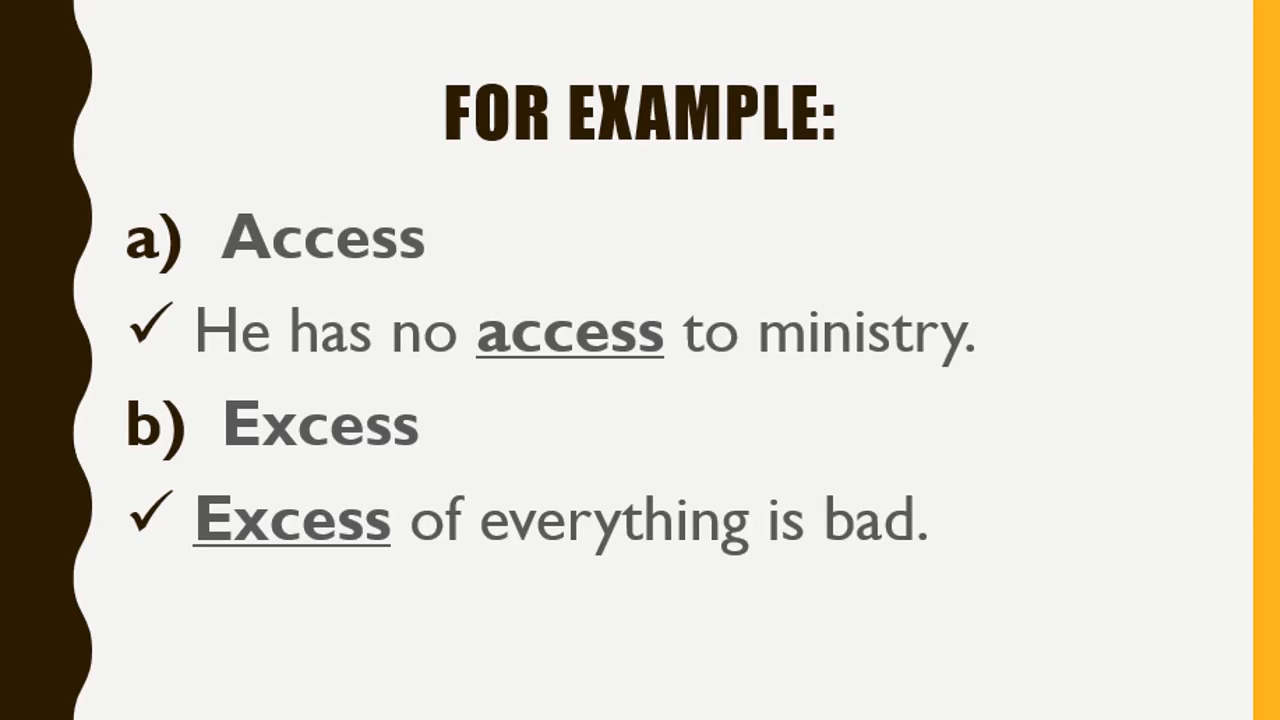 FOR EXAMPLE:
a) Access
✓ He has no access to ministry.
b) Excess
✓ Excess of everything is bad.